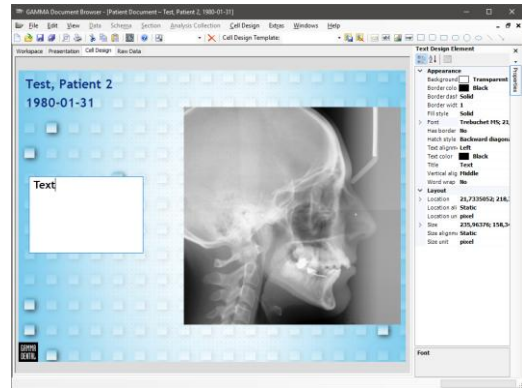 GAMMA Document Browser - [Patient Document - Test, Patient 2, 1980-01-31]
File Edit View Data Schema Section Analysis Collection Cell Design Extras Windows Help
Cell Design Template:
Workspace Presentation Cell Design Raw Data
Test, Patient 2
1980-01-31
Text
GAMMA
DENTAL
Text Design Element
Properties
Appearance
Background Transparent
Border colo Black
Border dash Solid
Border widt 1
Fill style Solid
Font Trebuchet MS; 21,
Has border No
Hatch style Backward diagona
Text alignm Left
Text color Black
Title Text
Vertical alig Middle
Word wrap No
Layout
Location 21,7335052; 218,
Location ali Static
Location un pixel
Size 235,96376; 158,3
Size alignme Static
Size unit pixel
Font